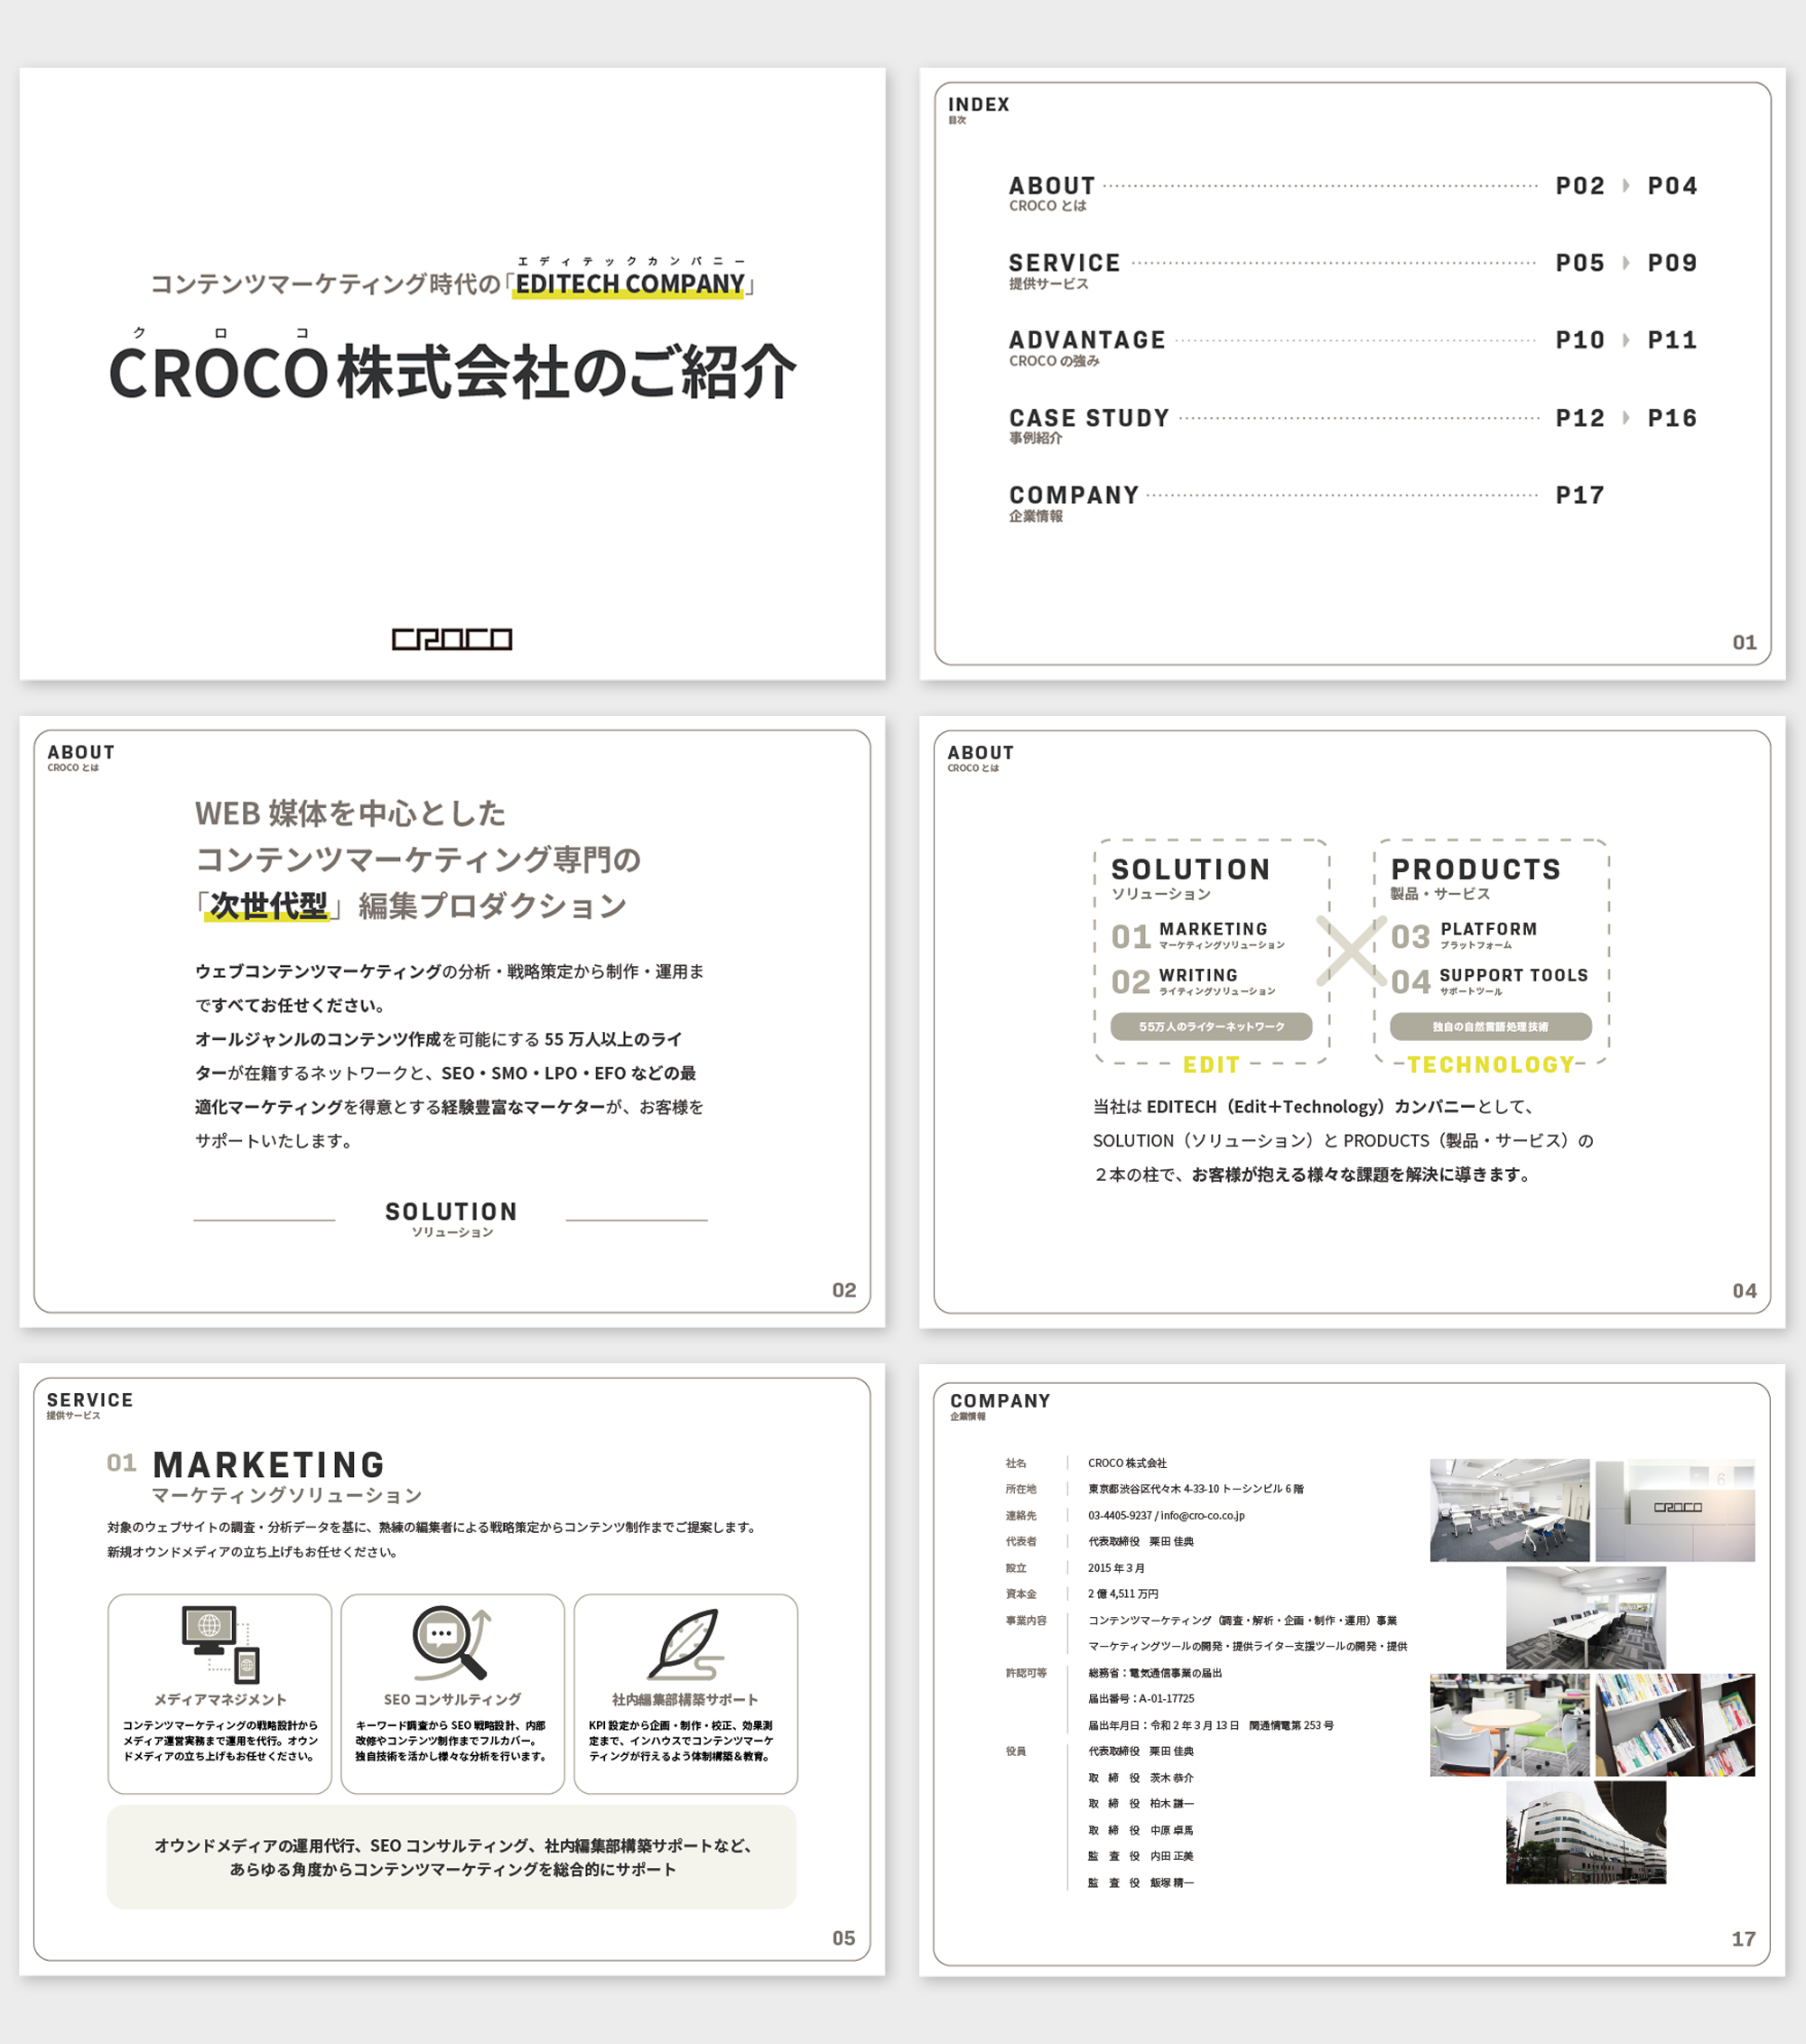 エディテックカンパニー
コンテンツマーケティング時代の「EDITECH COMPANY」
クロコ
CROCO株式会社のご紹介
CROCO
INDEX
目次
ABOUT P02 P04
CROCO とは
SERVICE P05 P09
提供サービス
ADVANTAGE P10 P11
CROCO の強み
CASE STUDY P12 P16
事例紹介
COMPANY P17
企業情報
01
ABOUT
CROCO とは
WEB 媒体を中心とした
コンテンツマーケティング専門の
「次世代型」編集プロダクション
ウェブコンテンツマーケティングの分析・戦略策定から制作・運用ま
ですべてお任せください。
オールジャンルのコンテンツ作成を可能にする 55 万人以上のライ
ターが在籍するネットワークと、SEO・SMO・LPO・EFO などの最
適化マーケティングを得意とする経験豊富なマーケターが、お客様を
サポートいたします。
SOLUTION
ソリューション
02
ABOUT
CROCO とは
SOLUTION
ソリューション
01 MARKETING
マーケティングソリューション
02 WRITING
ライティングソリューション
55万人のライターネットワーク
EDIT
PRODUCTS
製品・サービス
03 PLATFORM
プラットフォーム
04 SUPPORT TOOLS
サポートツール
独自の自然言語処理技術
TECHNOLOGY
当社は EDITECH（Edit＋Technology）カンパニーとして、
SOLUTION（ソリューション）と PRODUCTS（製品・サービス）の
２本の柱で、お客様が抱える様々な課題を解決に導きます。
04
SERVICE
提供サービス
01 MARKETING
マーケティングソリューション
対象のウェブサイトの調査・分析データを基に、熟練の編集者による戦略策定からコンテンツ制作までご提案します。
新規オウンドメディアの立ち上げもお任せください。
メディアマネジメント
コンテンツマーケティングの戦略設計から
メディア運営実務まで運用を代行。オウン
ドメディアの立ち上げもお任せください。
SEO コンサルティング
キーワード調査から SEO 戦略設計、内部
改修やコンテンツ制作までフルカバー。
独自技術を活かし様々な分析を行います。
社内編集部構築サポート
KPI 設定から企画・制作・校正、効果測
定まで、インハウスでコンテンツマーケ
ティングが行えるよう体制構築＆教育。
オウンドメディアの運用代行、SEO コンサルティング、社内編集部構築サポートなど、
あらゆる角度からコンテンツマーケティングを総合的にサポート
05
COMPANY
企業情報
社名 CROCO 株式会社
所在地 東京都渋谷区代々木 4-33-10 トーシンビル 6 階
連絡先 03-4405-9237 / info@cro-co.co.jp
代表者 代表取締役　栗田 佳典
設立 2015 年 3 月
資本金 2 億 4,511 万円
事業内容 コンテンツマーケティング（調査・解析・企画・制作・運用）事業
マーケティングツールの開発・提供ライター支援ツールの開発・提供
許認可等 総務省：電気通信事業の届出
届出番号：A-01-17725
届出年月日：令和 2 年 3 月 13 日　関通情電第 253 号
役員 代表取締役　栗田 佳典
取　締　役　茨木 恭介
取　締　役　柏木 謙一
取　締　役　中原 卓馬
監　査　役　内田 正美
監　査　役　飯塚 精一
6
CROCO
17